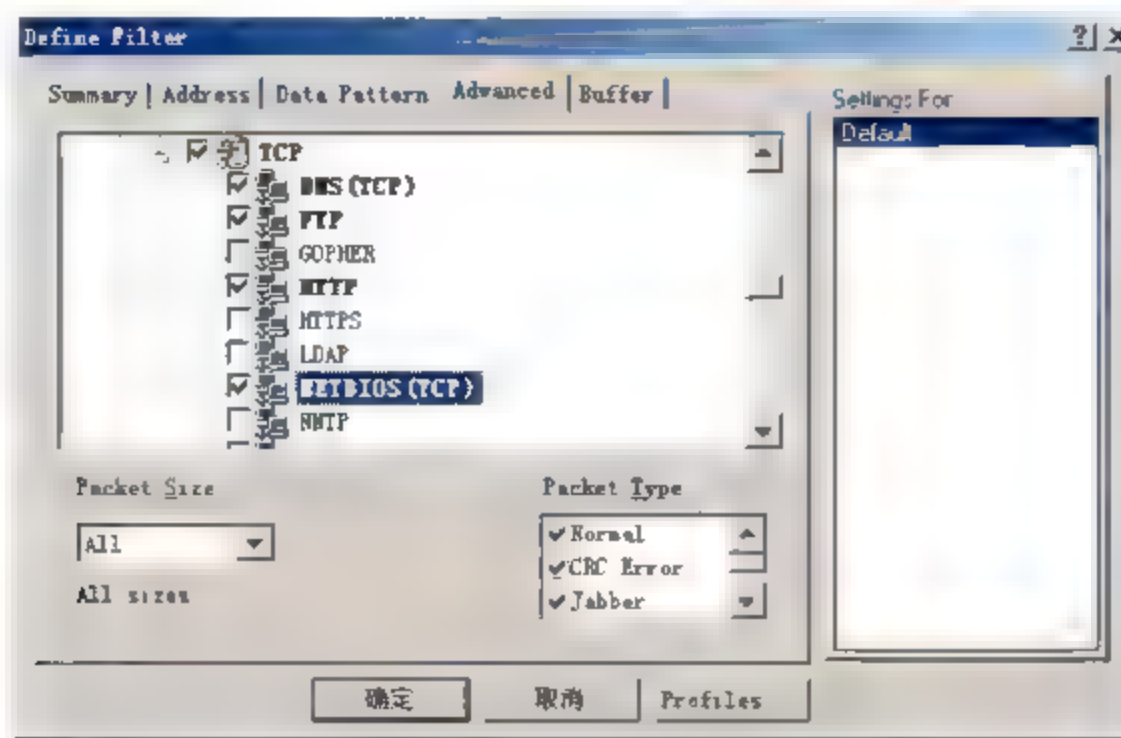 Define Filter
Summary | Address | Data Pattern Advanced | Buffer |
Settings For
Default
TCP
DNS(TCP)
FTP
GOPHER
HTTP
HTTPS
LDAP
NETBIOS(TCP)
NNTP
Packet Size
Packet Type
All
Normal
CRC Error
Jabber
All sizes
确定
取消
Profiles